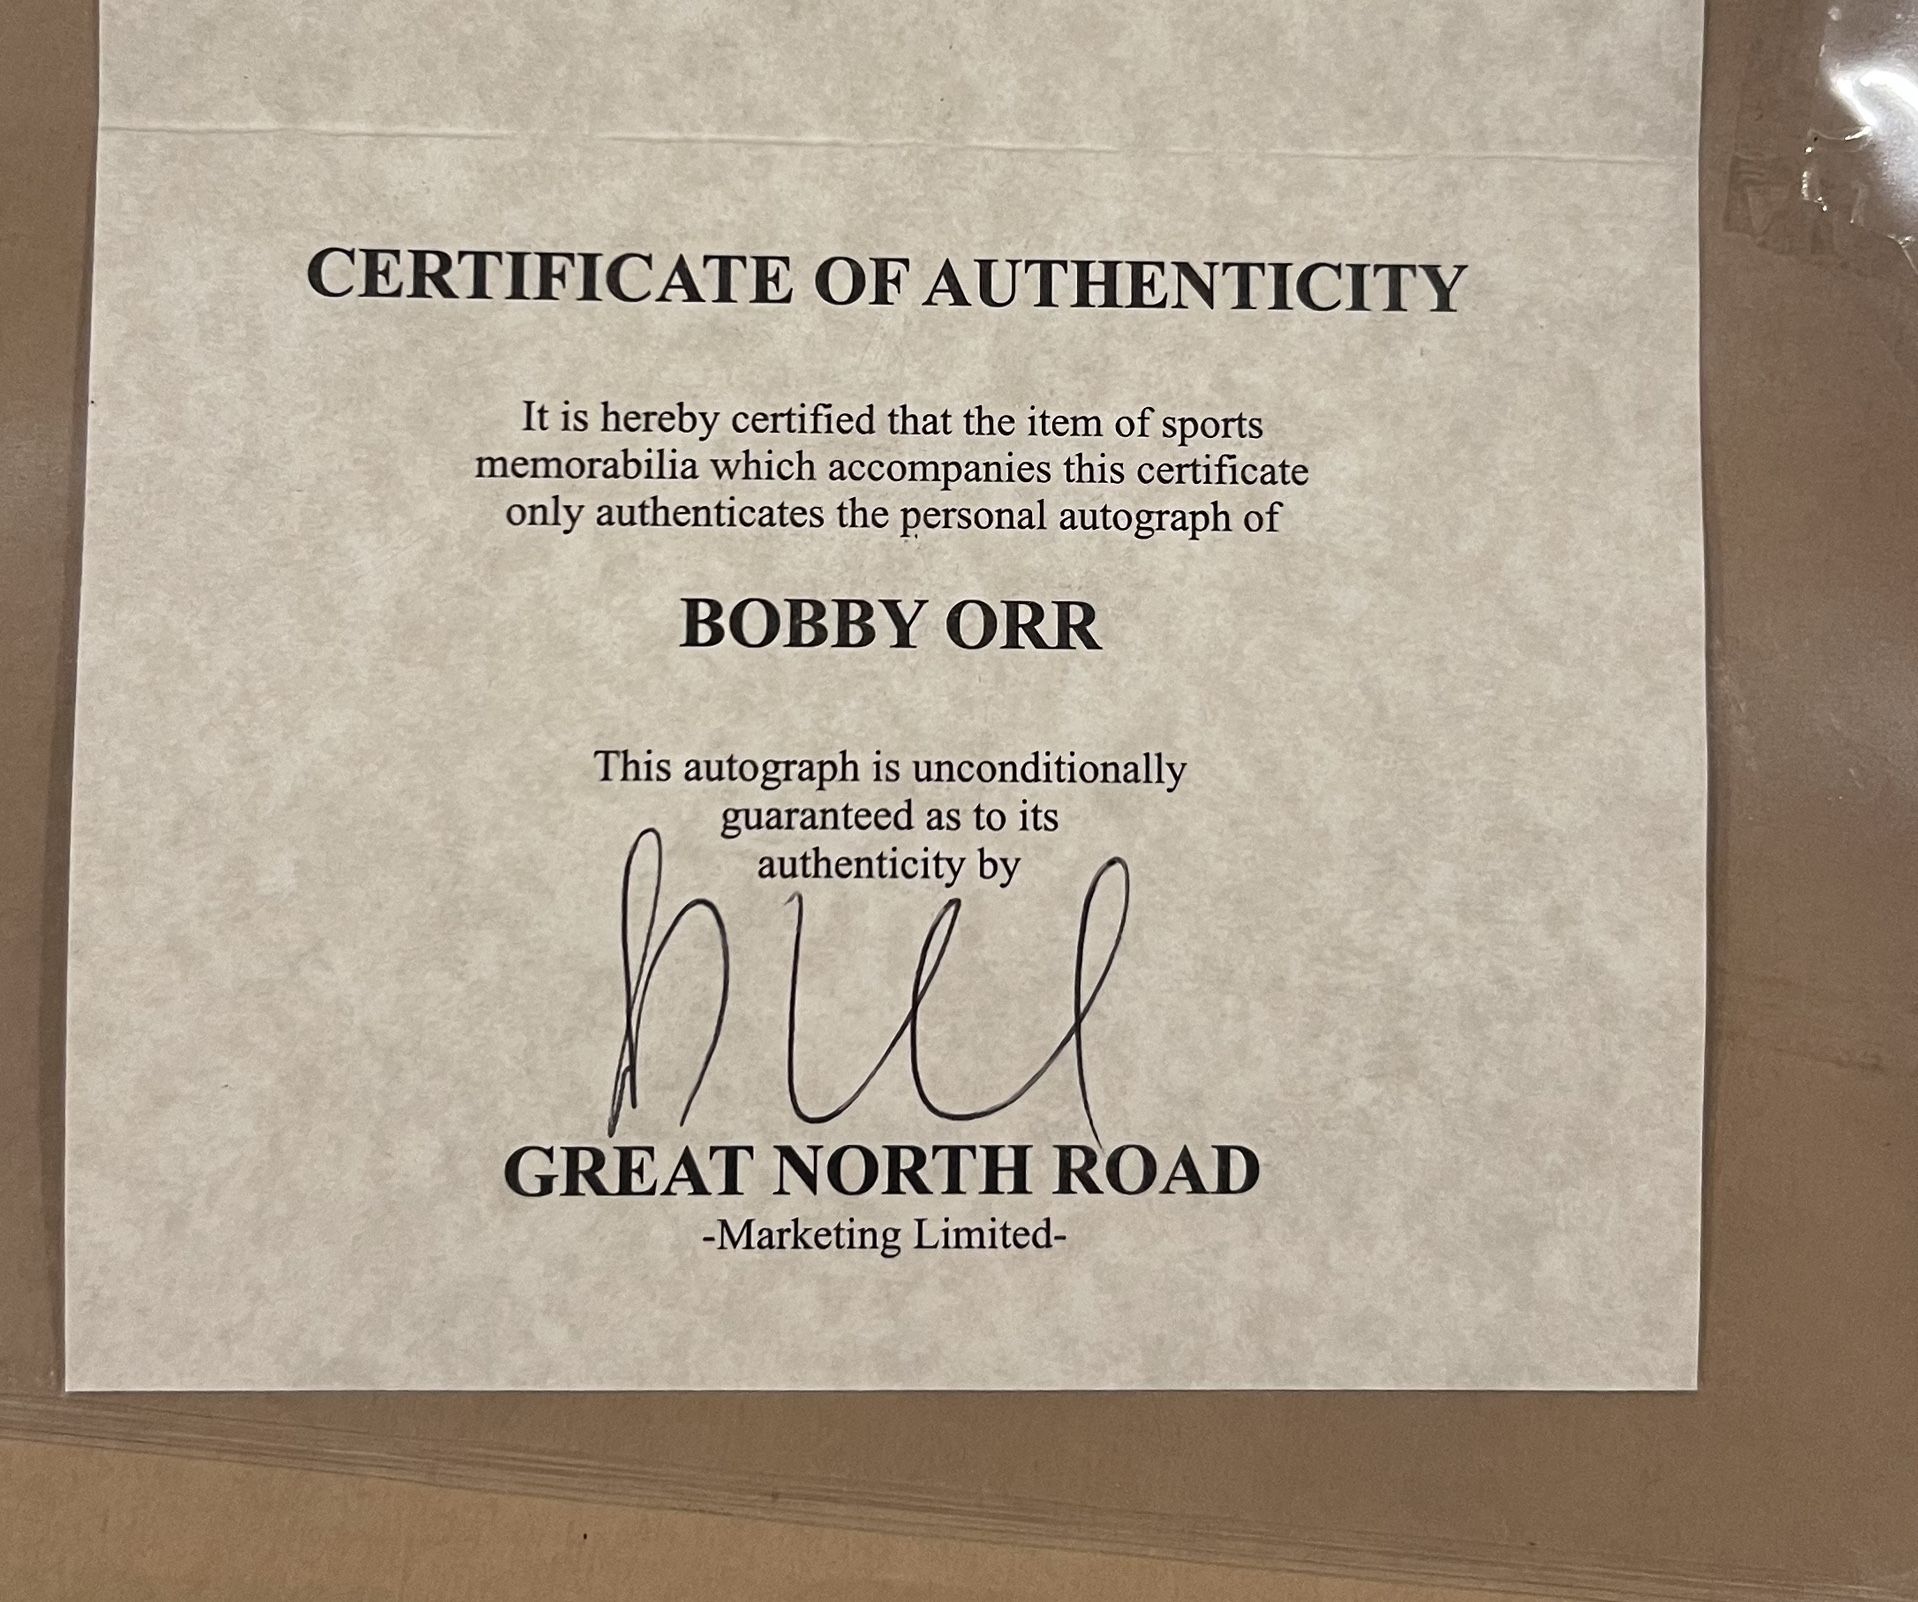 CERTIFICATE OF AUTHENTICITY
It is hereby certified that the item of sports
memorabilia which accompanies this certificate
only authenticates the personal autograph of
BOBBY ORR
This autograph is unconditionally
guaranteed as to its
authenticity by
GREAT NORTH ROAD
-Marketing Limited-